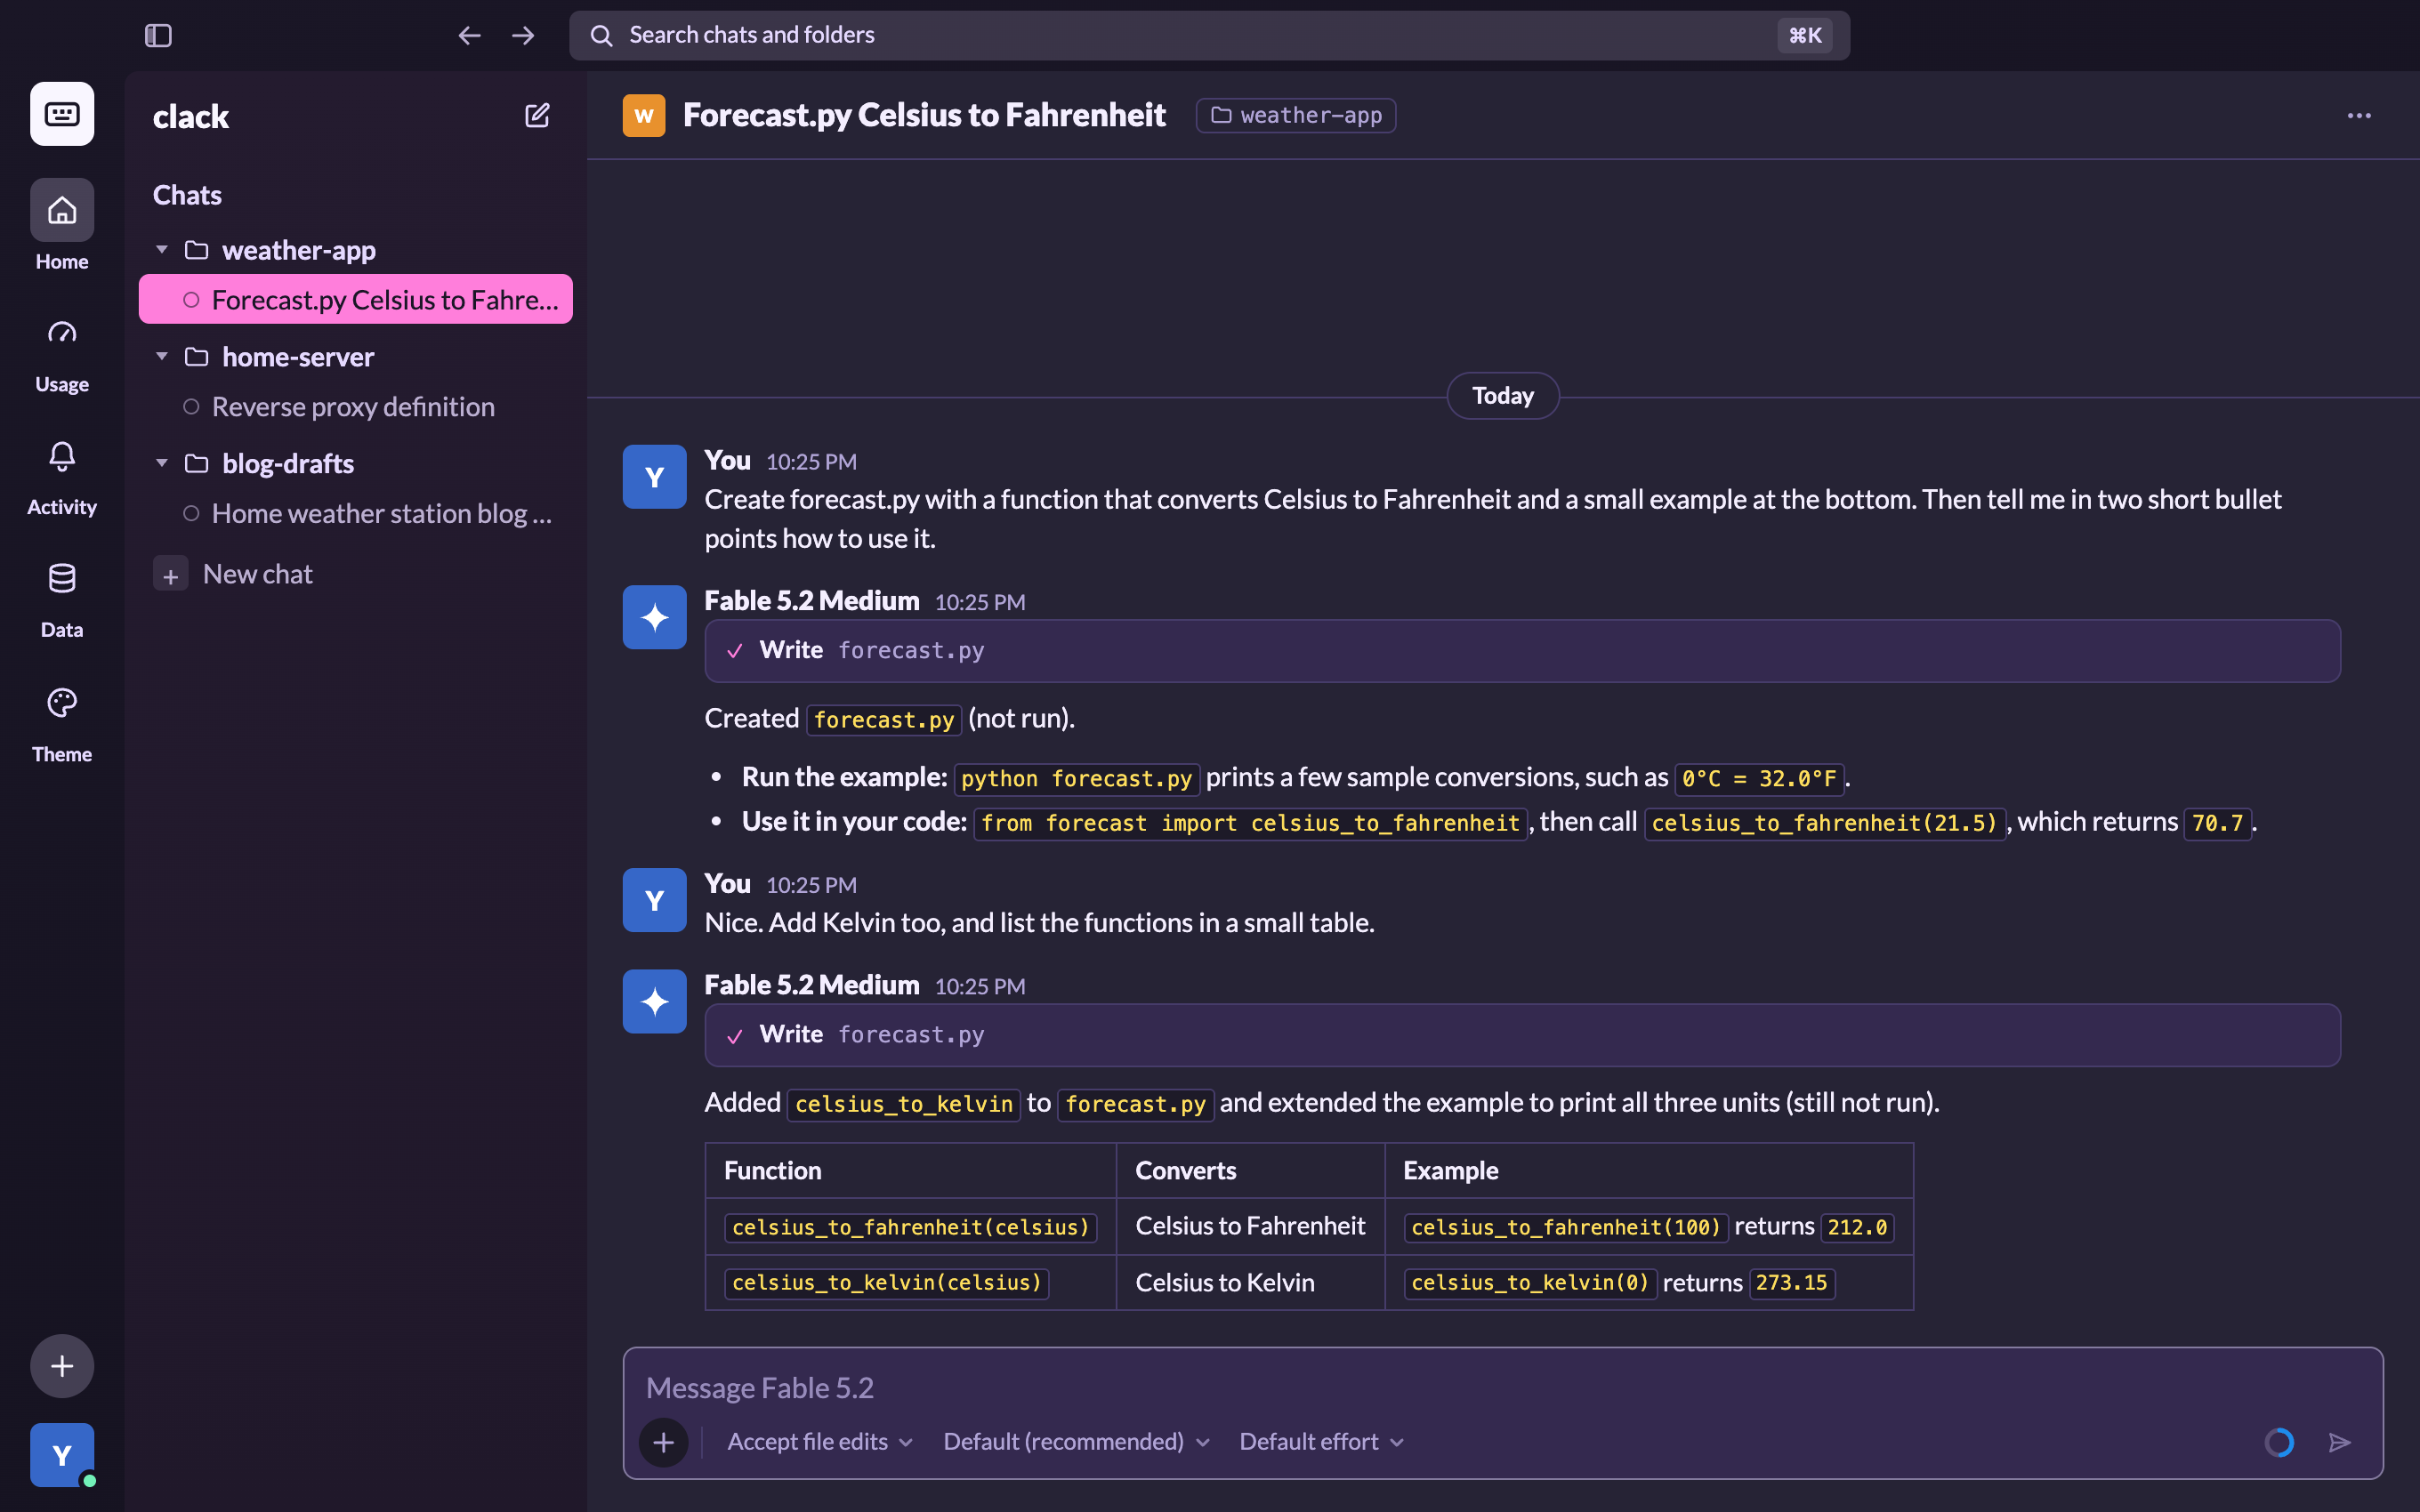 Search chats and folders
⌘K
clack
Home
Usage
Activity
Data
Theme
Y
Chats
weather-app
Forecast.py Celsius to Fahre...
home-server
Reverse proxy definition
blog-drafts
Home weather station blog ...
+ New chat
W Forecast.py Celsius to Fahrenheit weather-app
Today
Y
You 10:25 PM
Create forecast.py with a function that converts Celsius to Fahrenheit and a small example at the bottom. Then tell me in two short bullet
points how to use it.
Fable 5.2 Medium 10:25 PM
✓ Write forecast.py
Created forecast.py (not run).
• Run the example: python forecast.py prints a few sample conversions, such as 0°C = 32.0°F.
• Use it in your code: from forecast import celsius_to_fahrenheit, then call celsius_to_fahrenheit(21.5), which returns 70.7.
Y
You 10:25 PM
Nice. Add Kelvin too, and list the functions in a small table.
Fable 5.2 Medium 10:25 PM
✓ Write forecast.py
Added celsius_to_kelvin to forecast.py and extended the example to print all three units (still not run).
Function Converts Example
celsius_to_fahrenheit(celsius) Celsius to Fahrenheit celsius_to_fahrenheit(100) returns 212.0
celsius_to_kelvin(celsius) Celsius to Kelvin celsius_to_kelvin(0) returns 273.15
Message Fable 5.2
Accept file edits Default (recommended) Default effort